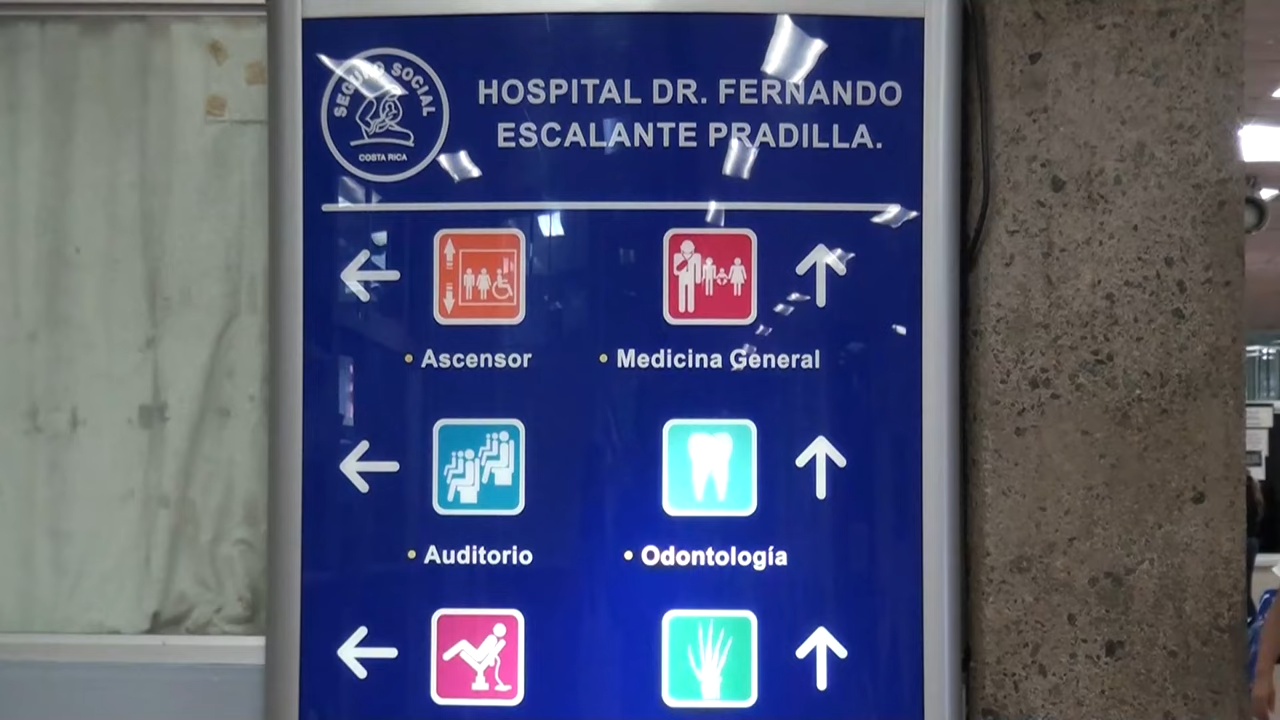 SEGURO SOCIAL
COSTA RICA
HOSPITAL DR. FERNANDO
ESCALANTE PRADILLA.
• Ascensor
• Medicina General
• Auditorio
• Odontología